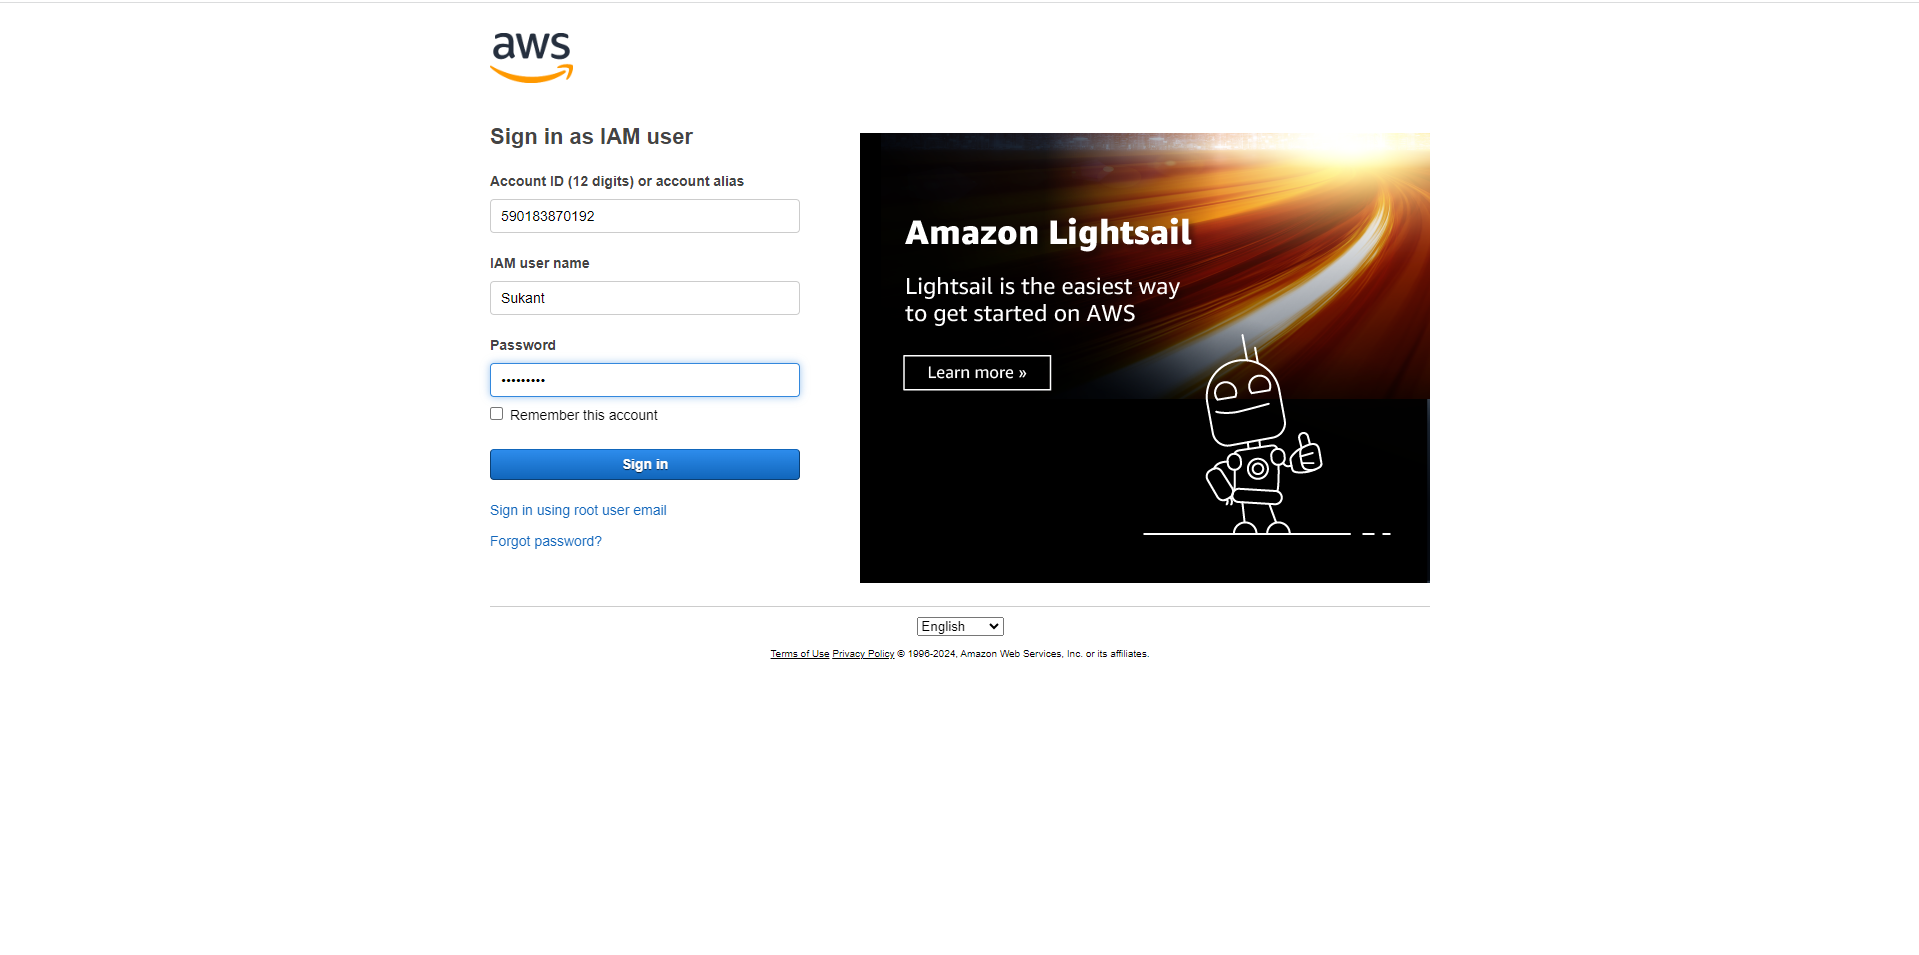 aws
Sign in as IAM user
Account ID (12 digits) or account alias
590183870192
IAM user name
Sukant
Password
•••••••••
Remember this account
Sign in
Sign in using root user email
Forgot password?
Amazon Lightsail
Lightsail is the easiest way
to get started on AWS
Learn more »
English
Terms of Use Privacy Policy © 1996-2024, Amazon Web Services, Inc. or its affiliates.